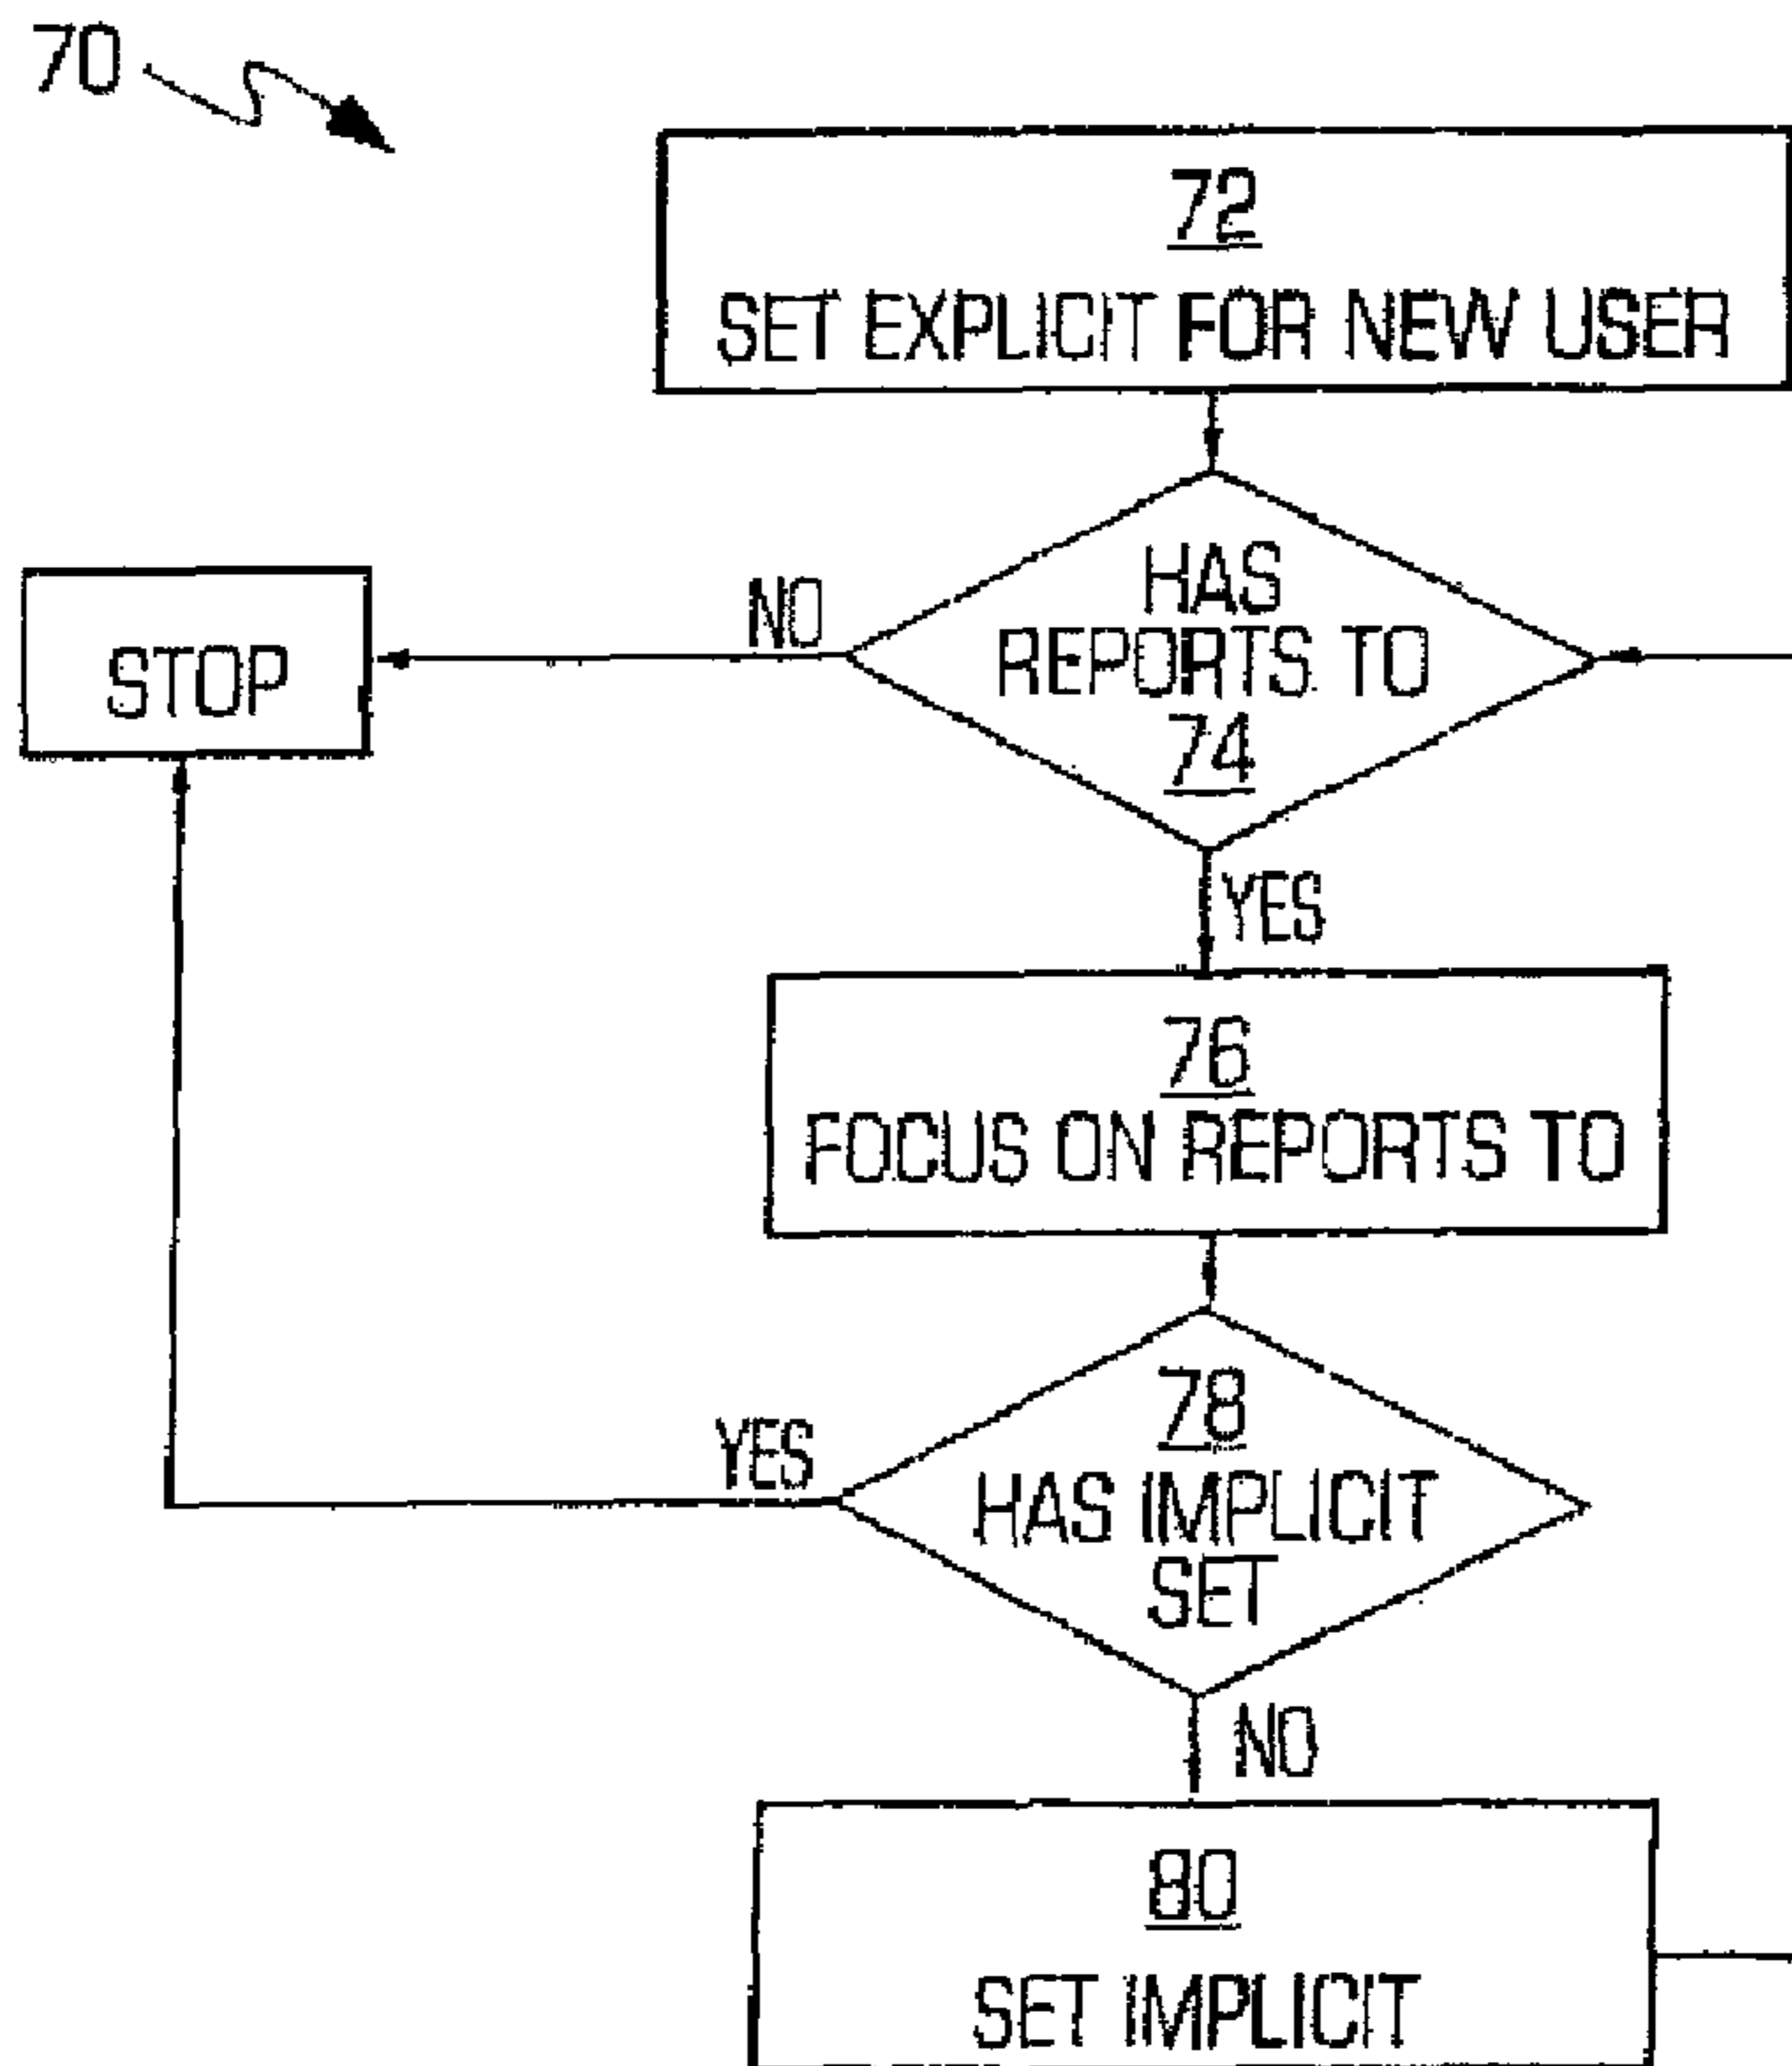 70
72
SET EXPLICIT FOR NEW USER
HAS
REPORTS TO
74
NO
STOP
YES
76
FOCUS ON REPORTS TO
78
HAS IMPLICIT
SET
YES
NO
80
SET IMPLICIT